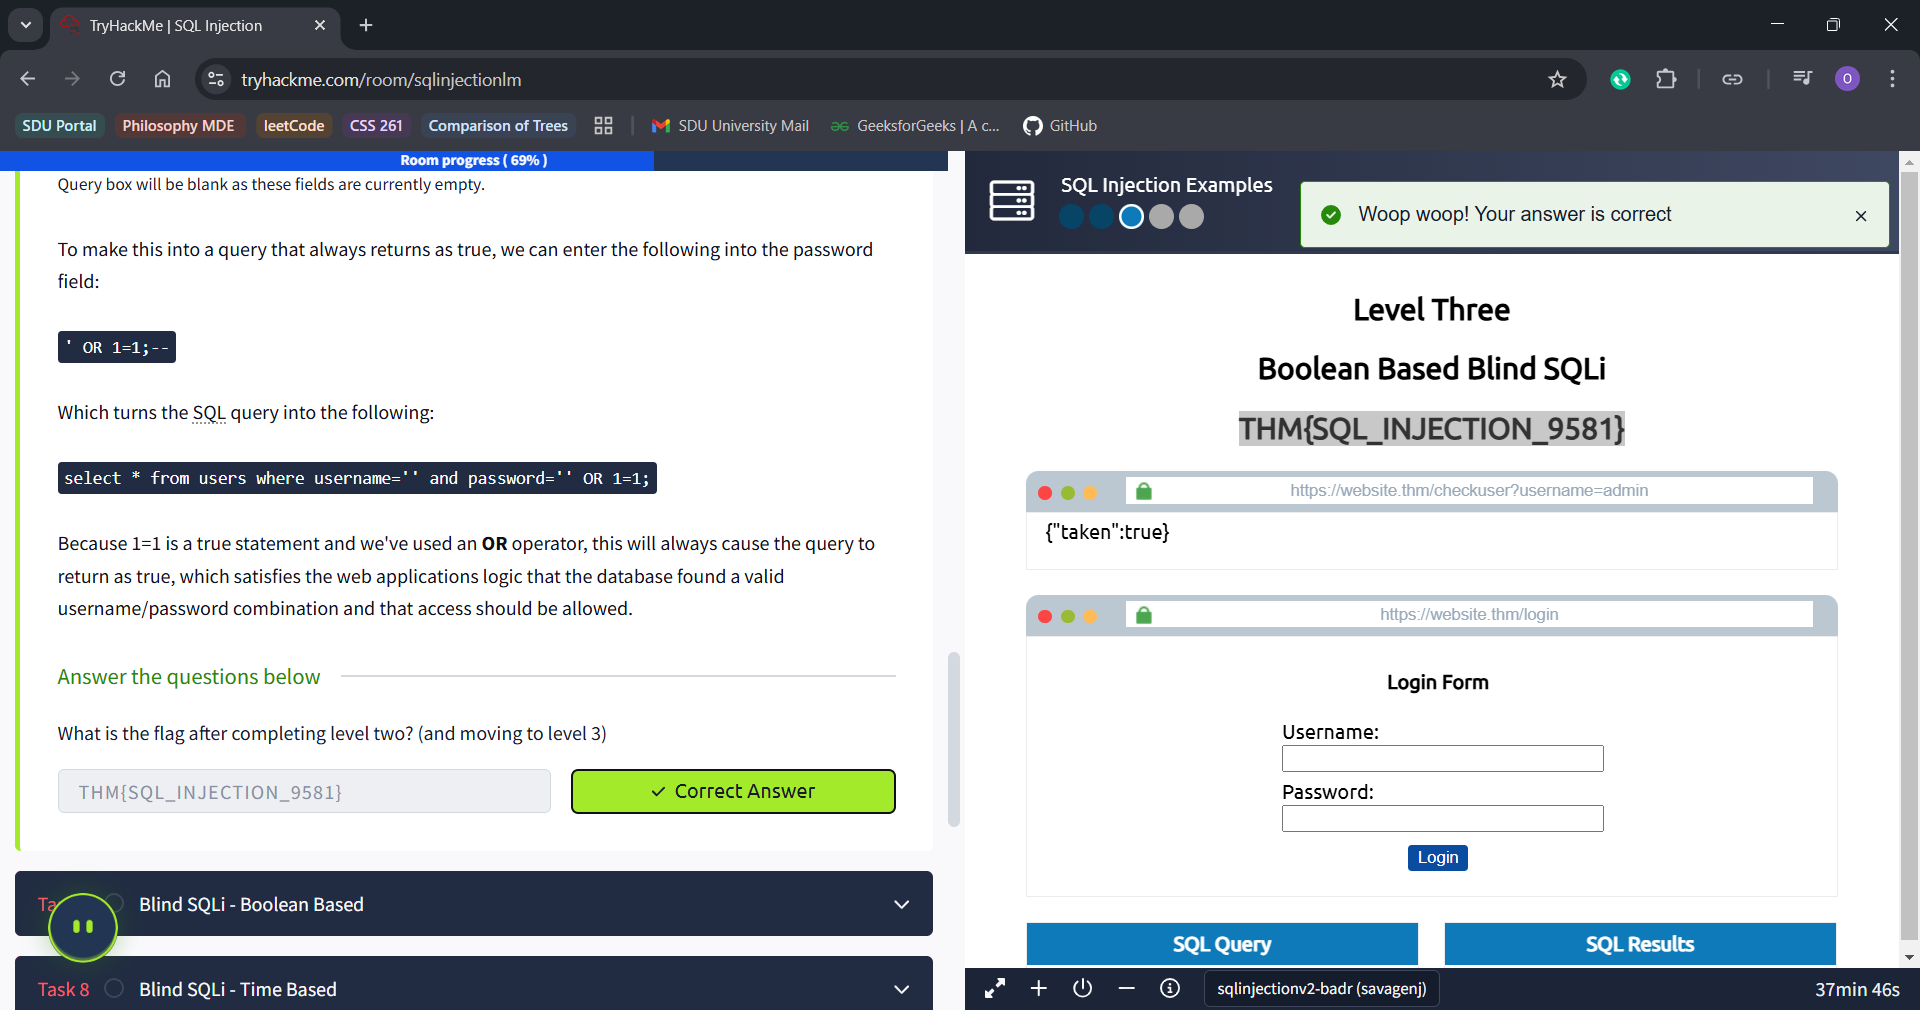 TryHackMe | SQL Injection
tryhackme.com/room/sqlinjectionlm
O
SDU Portal
Philosophy MDE
leetCode
CSS 261
Comparison of Trees
SDU University Mail
GeeksforGeeks | A c...
GitHub
Room progress ( 69% )
Query box will be blank as these fields are currently empty.
To make this into a query that always returns as true, we can enter the following into the password
field:
' OR 1=1;--
Which turns the SQL query into the following:
select * from users where username='' and password='' OR 1=1;
Because 1=1 is a true statement and we've used an OR operator, this will always cause the query to
return as true, which satisfies the web applications logic that the database found a valid
username/password combination and that access should be allowed.
Answer the questions below
What is the flag after completing level two? (and moving to level 3)
THM{SQL_INJECTION_9581}
Correct Answer
Blind SQLi - Boolean Based
Task 8
Blind SQLi - Time Based
SQL Injection Examples
Woop woop! Your answer is correct
Level Three
Boolean Based Blind SQLi
THM{SQL_INJECTION_9581}
https://website.thm/checkuser?username=admin
{"taken":true}
https://website.thm/login
Login Form
Username:
Password:
Login
SQL Query
SQL Results
sqlinjectionv2-badr (savagenj)
37min 46s